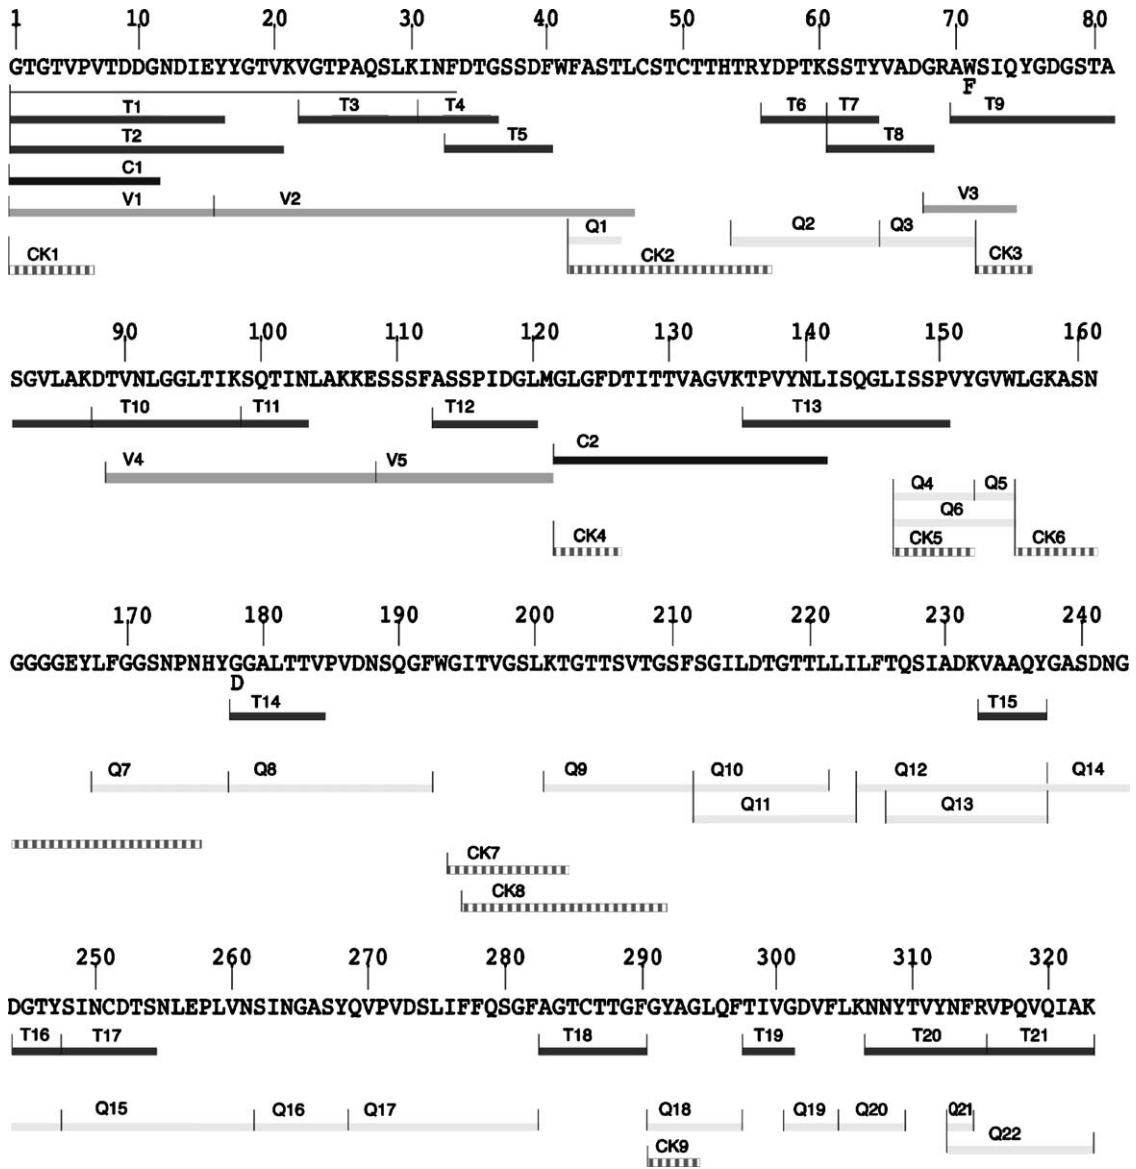 1 10 20 30 40 50 60 70 80
GTGTVPVTDDGNDIEYYGTVKVGTPAQSLKINFDTGSSDFWFASTLCSTCTTHTRYDPTKSSTYVADGRAWSIQYGDGSTA
F
T1 T3 T4 T6 T7 T9
T2 T5 T8
C1
V1 V2 V3
Q1 Q2 Q3
CK1 CK2 CK3
90 100 110 120 130 140 150 160
SGVLAKDTVNLGGLTIKSQTINLAKKESSSFASSPIDGLMGLGFDTITTVAGVKTPVYNLISQGLISSPVYGVWLGKASN
T10 T11 T12 T13
C2
V4 V5
Q4 Q5
Q6
CK4 CK5 CK6
170 180 190 200 210 220 230 240
GGGGEYLFGGSNPNHYGGALTTVPVDNSQGFWGITVGSLKTGTTSVTGSFSGILDTGTTLLILFTQSIADKVAAQYGASDNG
D
T14 T15
Q7 Q8 Q9 Q10 Q12 Q14
Q11 Q13
CK7
CK8
250 260 270 280 290 300 310 320
DGTYSINCDTSNLEPLVNSINGASYQVPVDSLIFFQSGFAGTCTTGFGYAGLQFTIVGDVFLKNNYTVYNFRVPQVQIAK
T16 T17 T18 T19 T20 T21
Q15 Q16 Q17 Q18 Q19 Q20 Q21
Q22
CK9